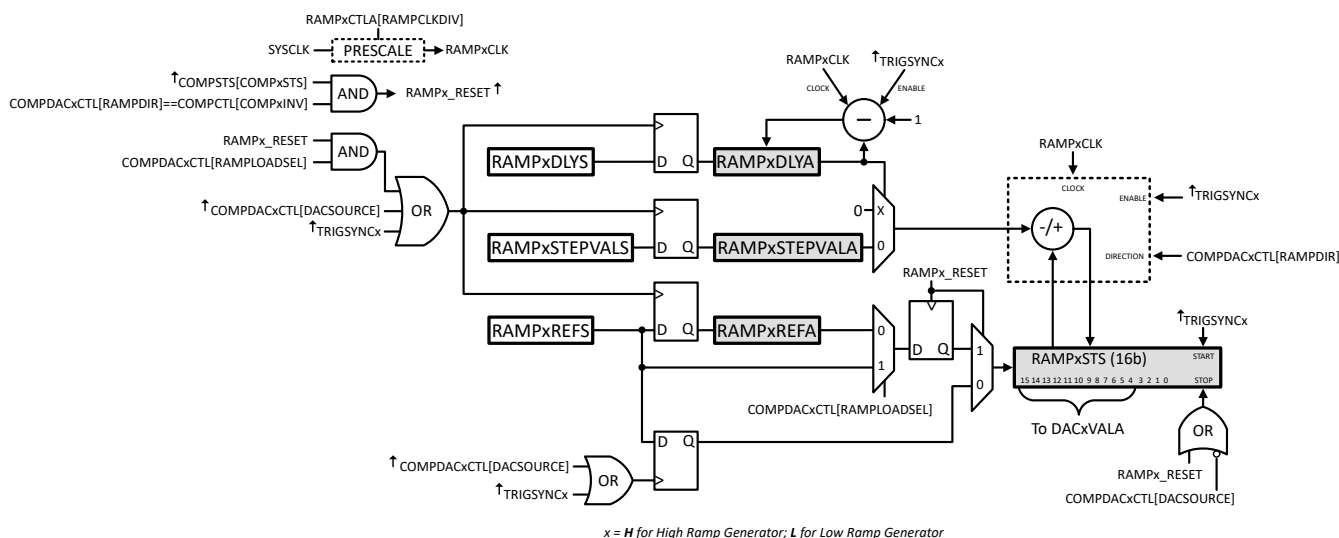 RAMPxCTLA[RAMPCLKDIV]
SYSCLK
PRESCALE
RAMPxCLK
↑COMPSTS[COMPxSTS]
COMPDACxCTL[RAMPDIR]==COMPCTL[COMPxINV]
AND
RAMPx_RESET ↑
RAMPx_RESET
COMPDACxCTL[RAMPLOADSEL]
AND
↑COMPDACxCTL[DACSOURCE]
↑TRIGSYNCx
OR
RAMPxCLK
↑TRIGSYNCx
CLOCK
ENABLE
−
1
RAMPxDLYS
D
Q
RAMPxDLYA
0
X
0
RAMPxSTEPVALS
D
Q
RAMPxSTEPVALA
RAMPxCLK
CLOCK
ENABLE
↑TRIGSYNCx
-/+
DIRECTION
COMPDACxCTL[RAMPDIR]
RAMPxREFS
D
Q
RAMPxREFA
0
1
COMPDACxCTL[RAMPLOADSEL]
RAMPx_RESET
D
Q
1
0
↑TRIGSYNCx
RAMPxSTS (16b)
START
15 14 13 12 11 10 9 8 7 6 5 4 3 2 1 0
STOP
To DACxVALA
OR
RAMPx_RESET
COMPDACxCTL[DACSOURCE]
↑COMPDACxCTL[DACSOURCE]
↑TRIGSYNCx
OR
D
Q
x = H for High Ramp Generator; L for Low Ramp Generator